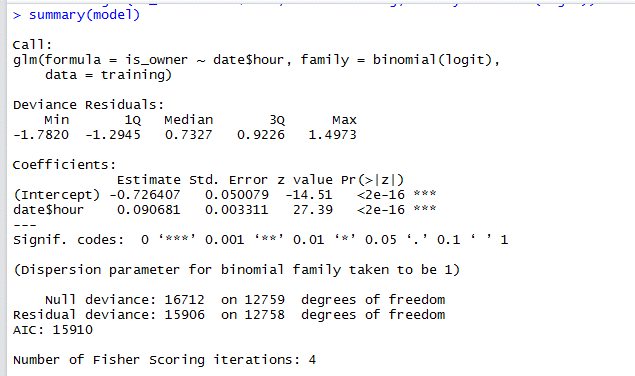 > summary(model)
Call:
glm(formula = is_owner ~ date$hour, family = binomial(logit),
    data = training)
Deviance Residuals:
    Min       1Q   Median       3Q      Max
-1.7820  -1.2945   0.7327   0.9226   1.4973
Coefficients:
             Estimate Std. Error z value Pr(>|z|)
(Intercept) -0.726407   0.050079  -14.51   <2e-16 ***
date$hour    0.090681   0.003311   27.39   <2e-16 ***
---
Signif. codes:  0 ‘***’ 0.001 ‘**’ 0.01 ‘*’ 0.05 ‘.’ 0.1 ‘ ’ 1
(Dispersion parameter for binomial family taken to be 1)
    Null deviance: 16712  on 12759  degrees of freedom
Residual deviance: 15906  on 12758  degrees of freedom
AIC: 15910
Number of Fisher Scoring iterations: 4